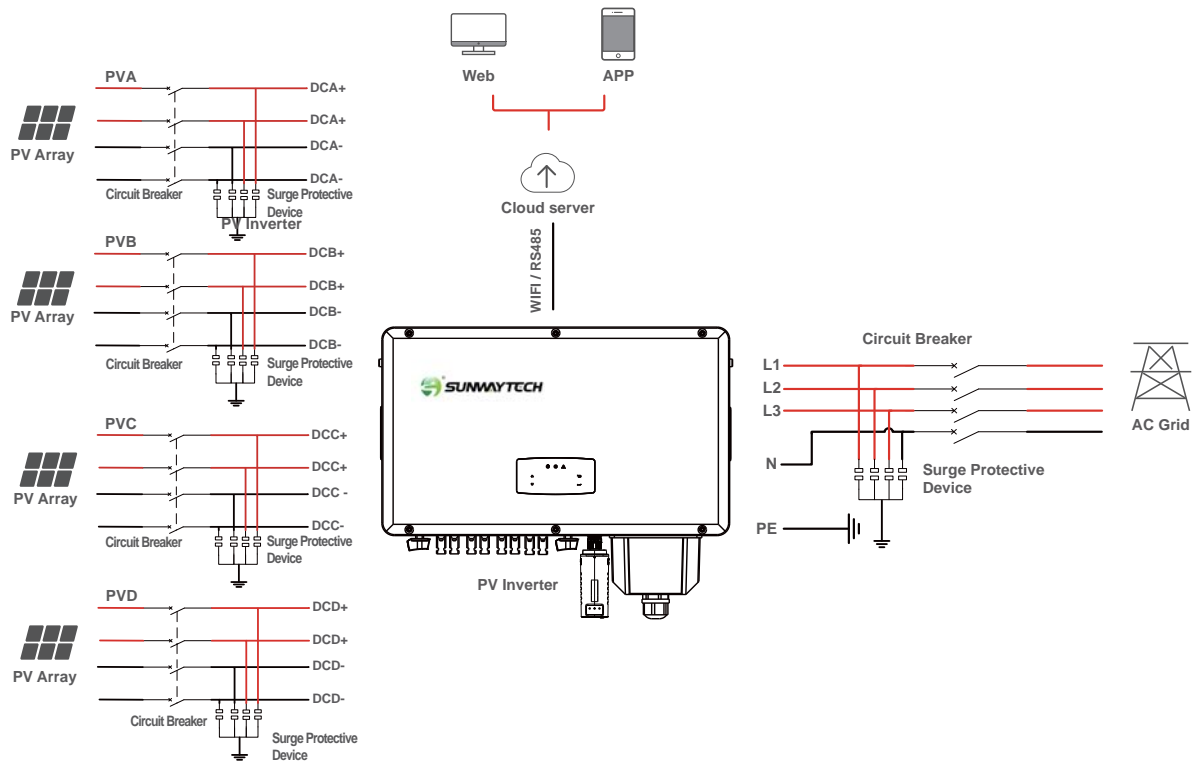 Web
APP
Cloud server
WIFI / RS485
PVA
DCA+
DCA+
DCA-
DCA-
PV Array
Circuit Breaker
Surge Protective
Device
PV Inverter
PVB
DCB+
DCB+
DCB-
DCB-
PV Array
Circuit Breaker
Surge Protective
Device
PVC
DCC+
DCC+
DCC -
DCC-
PV Array
Circuit Breaker
Surge Protective
Device
PVD
DCD+
DCD+
DCD-
DCD-
PV Array
Circuit Breaker
Surge Protective
Device
SUNWAYTECH
PV Inverter
Circuit Breaker
L1
L2
L3
N
PE
AC Grid
Surge Protective
Device